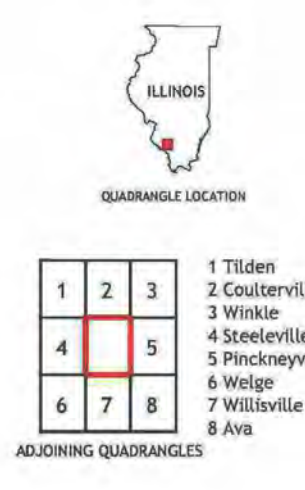 ILLINOIS
QUADRANGLE LOCATION
1 2 3
4 5
6 7 8
1 Tilden
2 Coultervil
3 Winkle
4 Steeleville
5 Pinckneyv
6 Welge
7 Willisville
8 Ava
ADJOINING QUADRANGLES